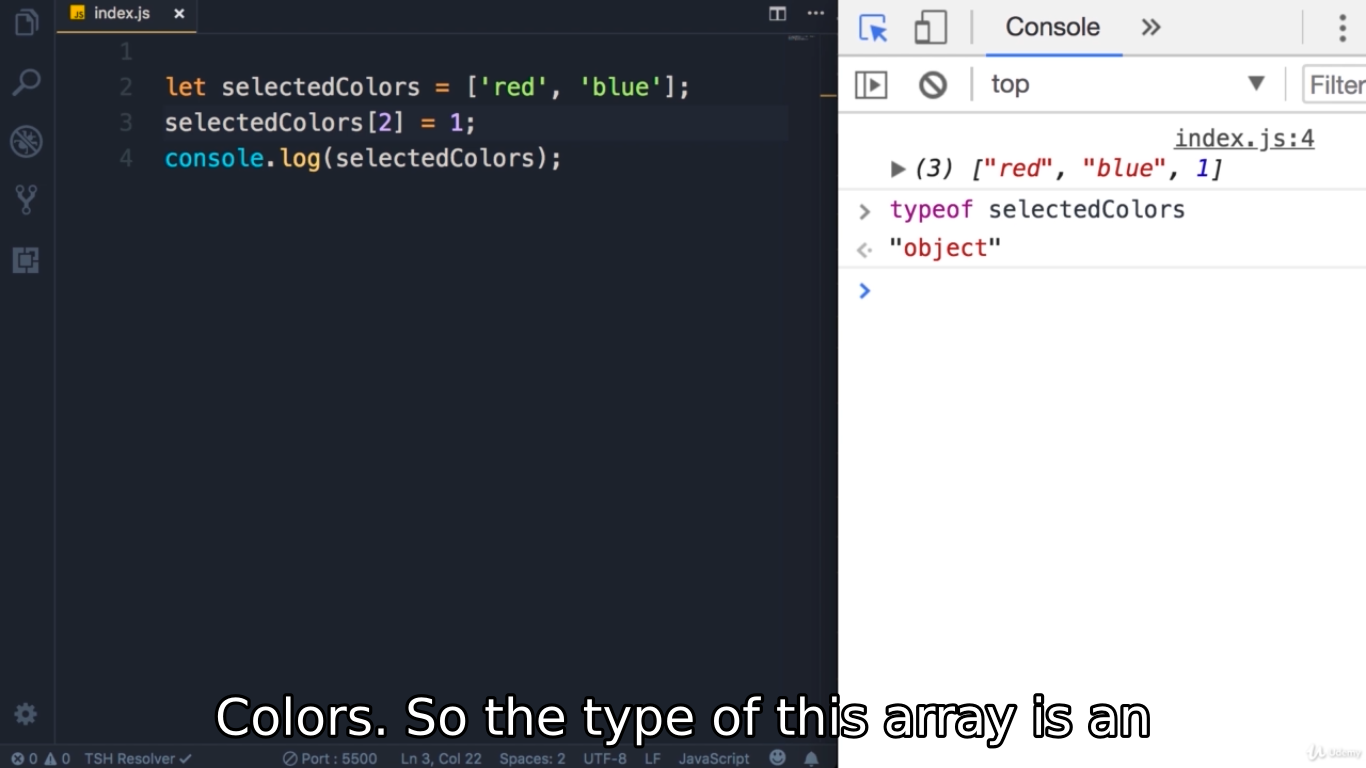 JS index.js ×
1
2 let selectedColors = ['red', 'blue'];
3 selectedColors[2] = 1;
4 console.log(selectedColors);
Console »
top ▼ Filter
index.js:4
▶ (3) ["red", "blue", 1]
> typeof selectedColors
<· "object"
>
Colors. So the type of this array is an
0 0 TSH Resolver ✓ Port : 5500 Ln 3, Col 22 Spaces: 2 UTF-8 LF JavaScript
Udemy